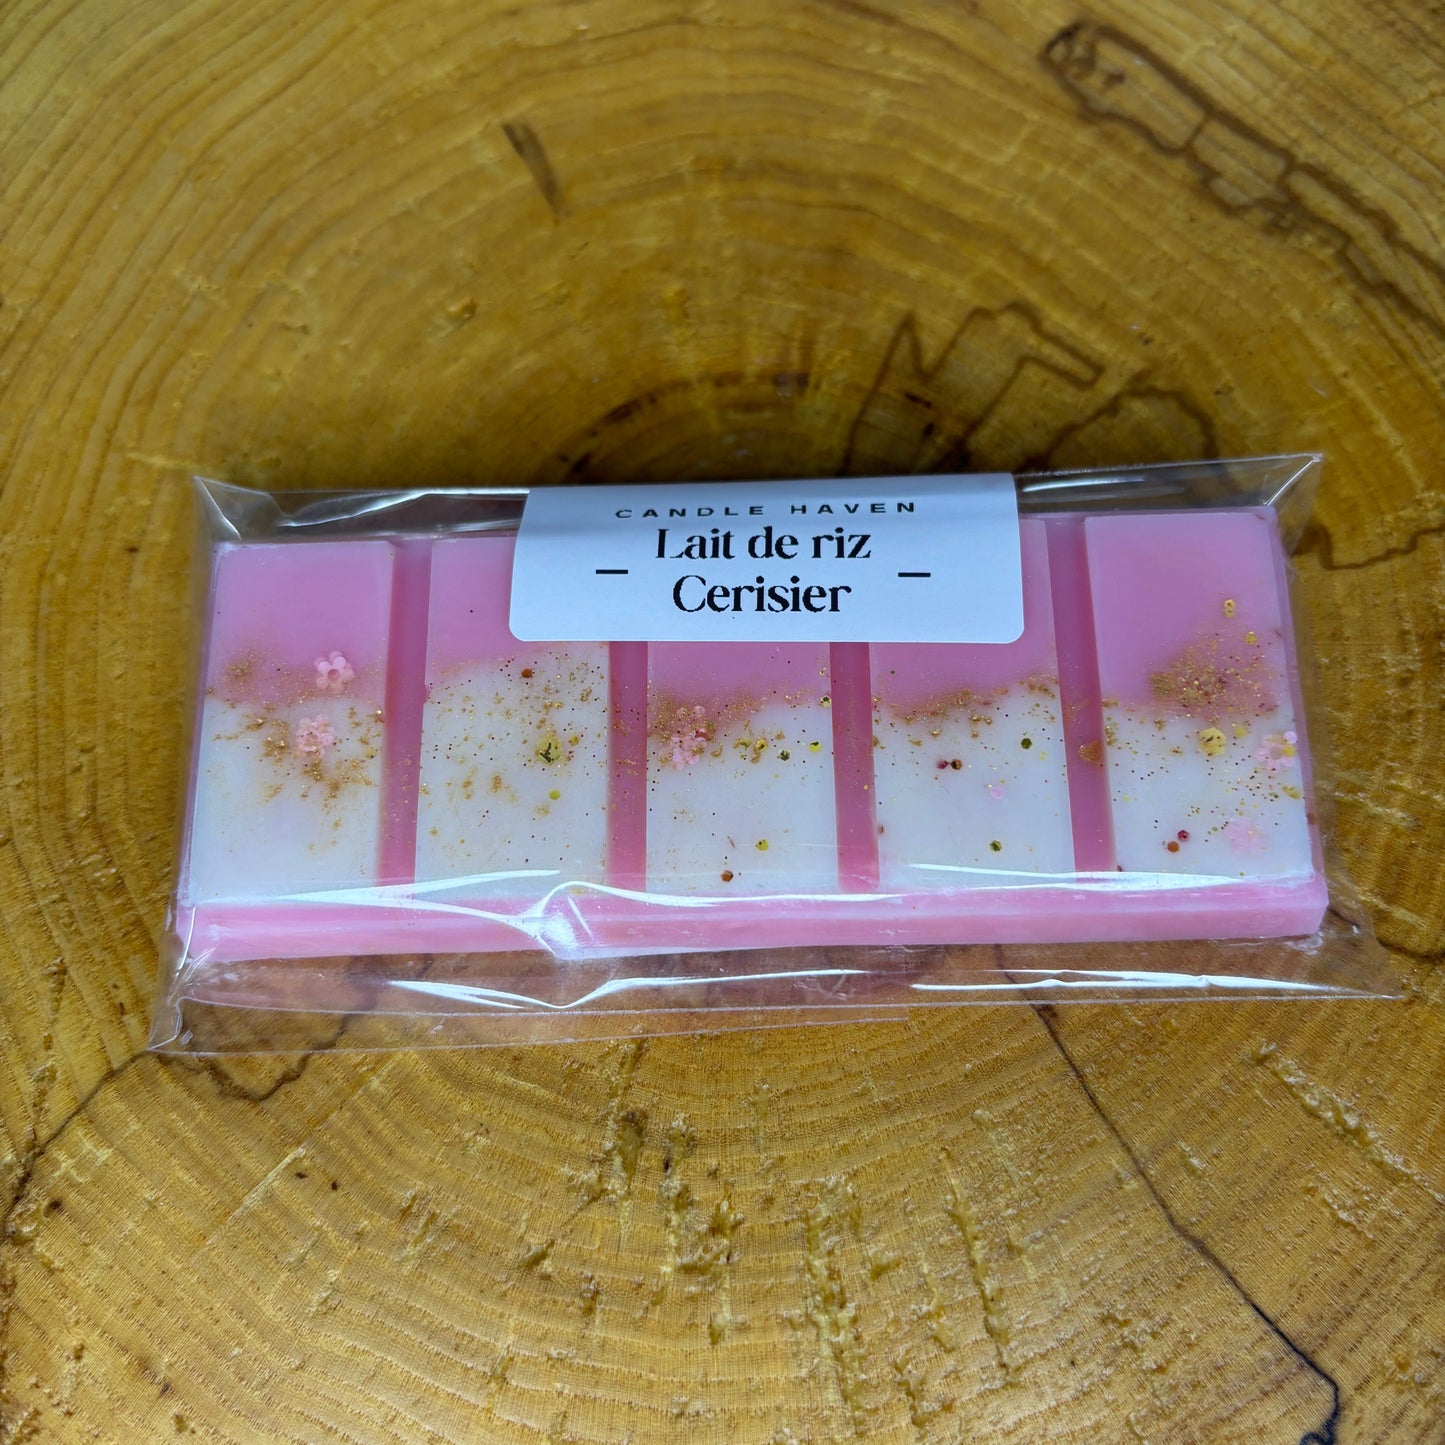 CANDLE HAVEN
Lait de riz
Cerisier